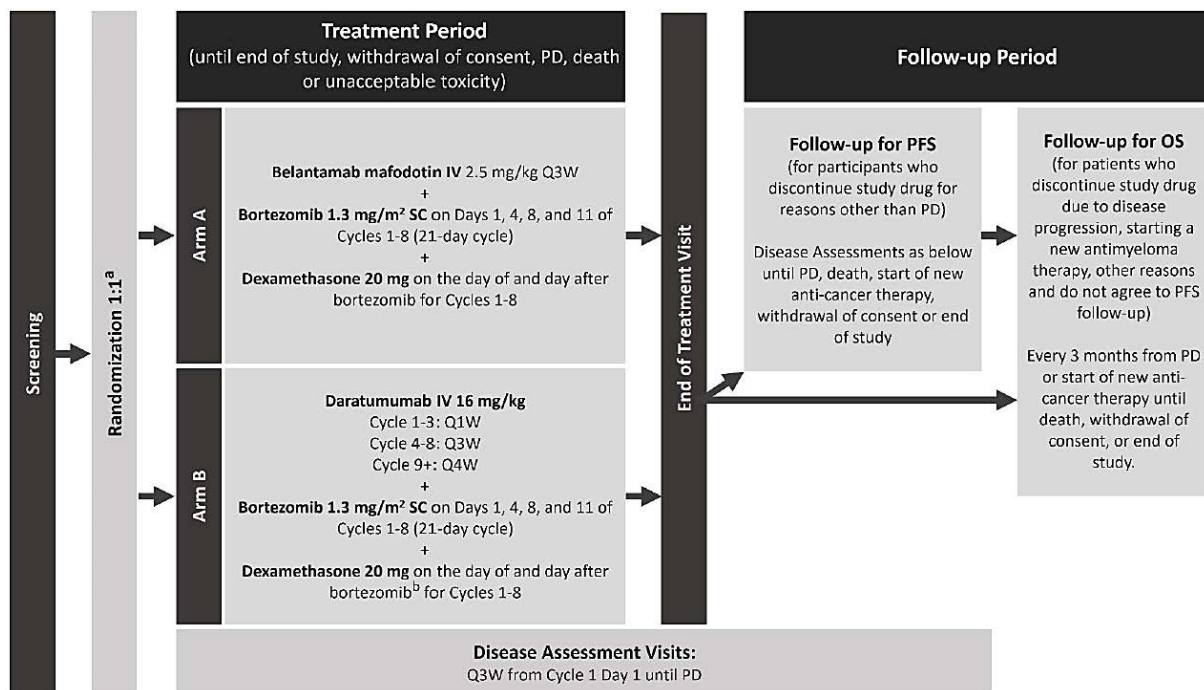 Screening
Randomization 1:1ᵃ
Treatment Period
(until end of study, withdrawal of consent, PD, death
or unacceptable toxicity)
Arm A
Belantamab mafodotin IV 2.5 mg/kg Q3W
+
Bortezomib 1.3 mg/m² SC on Days 1, 4, 8, and 11 of
Cycles 1-8 (21-day cycle)
+
Dexamethasone 20 mg on the day of and day after
bortezomib for Cycles 1-8
Arm B
Daratumumab IV 16 mg/kg
Cycle 1-3: Q1W
Cycle 4-8: Q3W
Cycle 9+: Q4W
+
Bortezomib 1.3 mg/m² SC on Days 1, 4, 8, and 11 of
Cycles 1-8 (21-day cycle)
+
Dexamethasone 20 mg on the day of and day after
bortezomibᵇ for Cycles 1-8
End of Treatment Visit
Follow-up Period
Follow-up for PFS
(for participants who
discontinue study drug for
reasons other than PD)
Disease Assessments as below
until PD, death, start of new
anti-cancer therapy,
withdrawal of consent or end
of study
Follow-up for OS
(for patients who
discontinue study drug
due to disease
progression, starting a
new antimyeloma
therapy, other reasons
and do not agree to PFS
follow-up)
Every 3 months from PD
or start of new anti-
cancer therapy until
death, withdrawal of
consent, or end of
study.
Disease Assessment Visits:
Q3W from Cycle 1 Day 1 until PD